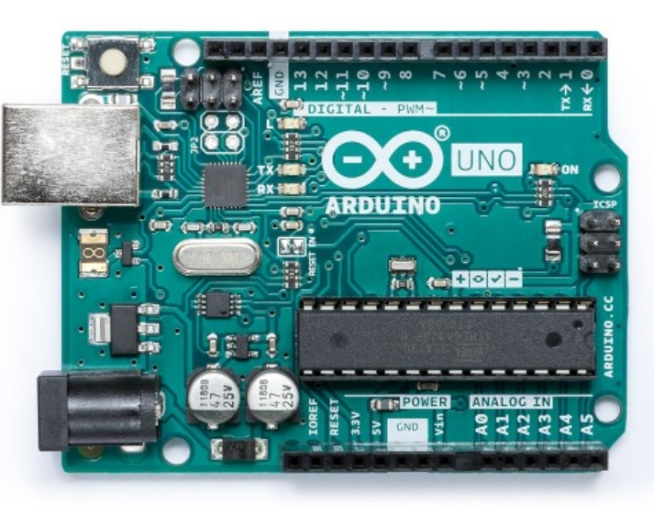 RESET
AREF
GND
13
12
~11
~10
~9
8
7
~6
~5
4
~3
2
TX→1
RX←0
DIGITAL - PWM~
L
JP2
TX
RX
®
UNO
ARDUINO
ON
ICSP
RESET EN
8
ARDUINO.CC
47
25V
47
25V
POWER
ANALOG IN
IOREF
RESET
3.3V
5V
GND
Vin
A0
A1
A2
A3
A4
A5